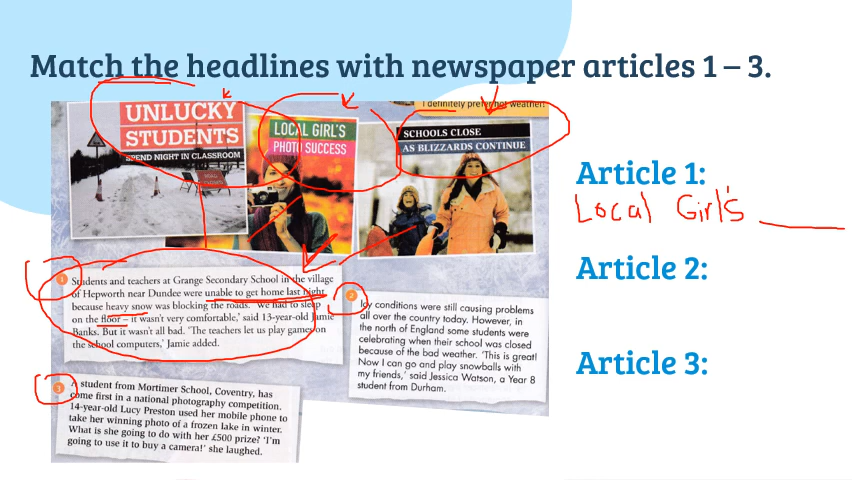 Match the headlines with newspaper articles 1 – 3.
I definitely prefer hot weather!
UNLUCKY
STUDENTS
SPEND NIGHT IN CLASSROOM
ROAD
CLOSED
LOCAL GIRL'S
PHOTO SUCCESS
SCHOOLS CLOSE
AS BLIZZARDS CONTINUE
1
Students and teachers at Grange Secondary School in the village
of Hepworth near Dundee were unable to get home last night
because heavy snow was blocking the roads. 'We had to sleep
on the floor – it wasn't very comfortable,' said 13-year-old Jamie
Banks. But it wasn't all bad. 'The teachers let us play games on
the school computers,' Jamie added.
2
Icy conditions were still causing problems
all over the country today. However, in
the north of England some students were
celebrating when their school was closed
because of the bad weather. 'This is great!
Now I can go and play snowballs with
my friends,' said Jessica Watson, a Year 8
student from Durham.
3
A student from Mortimer School, Coventry, has
come first in a national photography competition.
14-year-old Lucy Preston used her mobile phone to
take her winning photo of a frozen lake in winter.
What is she going to do with her £500 prize? 'I'm
going to use it to buy a camera!' she laughed.
Article 1:
Local Girl's
Article 2:
Article 3: